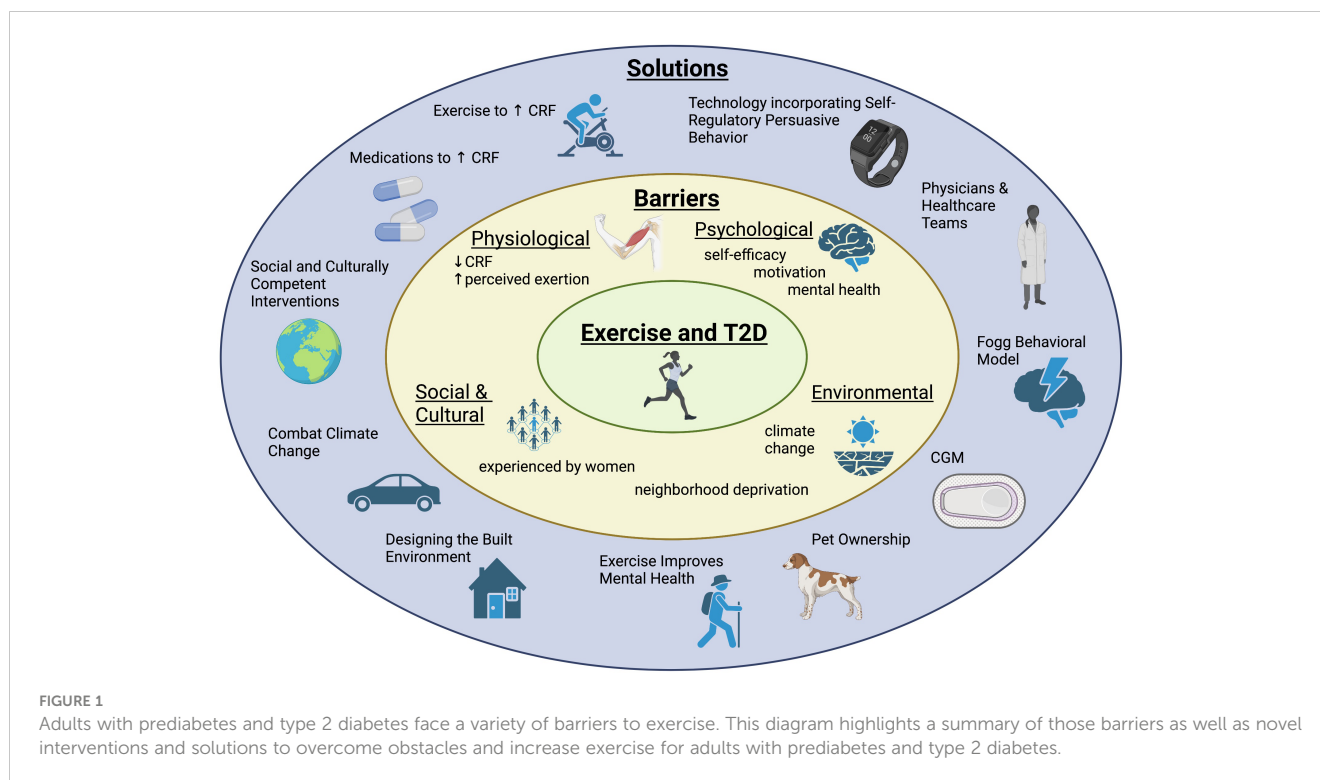 Solutions
Exercise to ↑ CRF
Technology incorporating Self-
Regulatory Persuasive
Behavior
12
00
Medications to ↑ CRF
Physicians &
Healthcare
Teams
Social and Culturally
Competent
Interventions
Fogg Behavioral
Model
Combat Climate
Change
CGM
Designing the Built
Environment
Exercise Improves
Mental Health
Pet Ownership
Barriers
Physiological
↓CRF
↑perceived exertion
Psychological
self-efficacy
motivation
mental health
Social &
Cultural
experienced by women
Environmental
climate
change
neighborhood deprivation
Exercise and T2D
FIGURE 1
Adults with prediabetes and type 2 diabetes face a variety of barriers to exercise. This diagram highlights a summary of those barriers as well as novel
interventions and solutions to overcome obstacles and increase exercise for adults with prediabetes and type 2 diabetes.